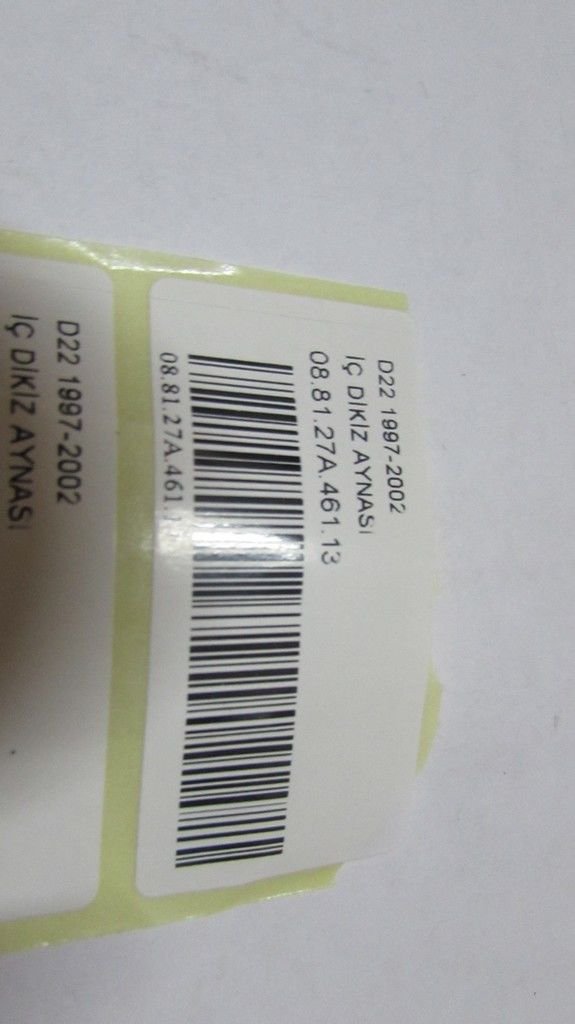 D22 1997-2002
İÇ DİKİZ AYNASI
08.81.27A.461.13
08.81.27A.461.
D22 1997-2002
İÇ DİKİZ AYNASI